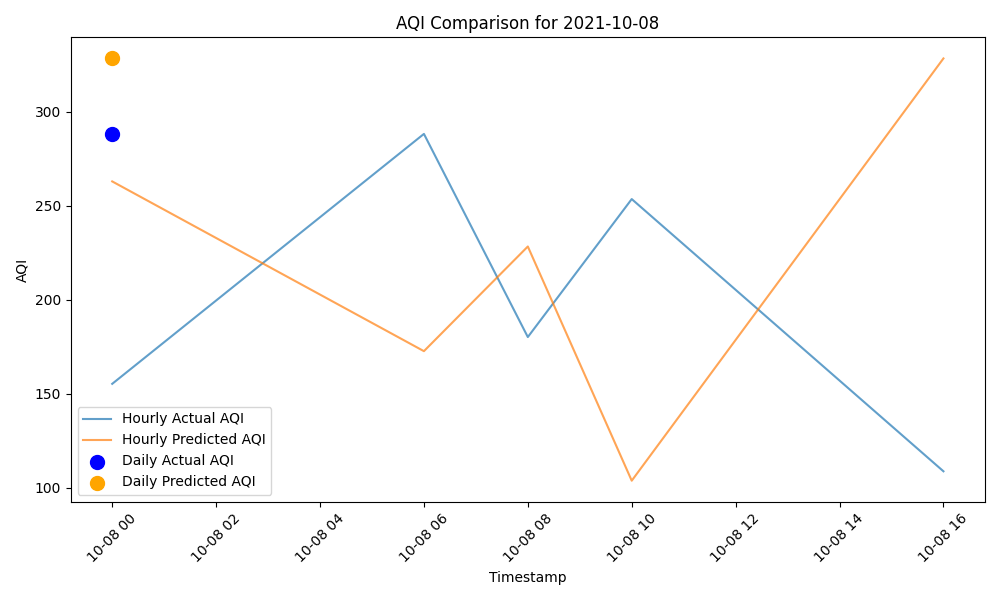 AQI Comparison for 2021-10-08
AQI
300
250
200
150
100
Hourly Actual AQI
Hourly Predicted AQI
Daily Actual AQI
Daily Predicted AQI
10-08 00
10-08 02
10-08 04
10-08 06
10-08 08
10-08 10
10-08 12
10-08 14
10-08 16
Timestamp